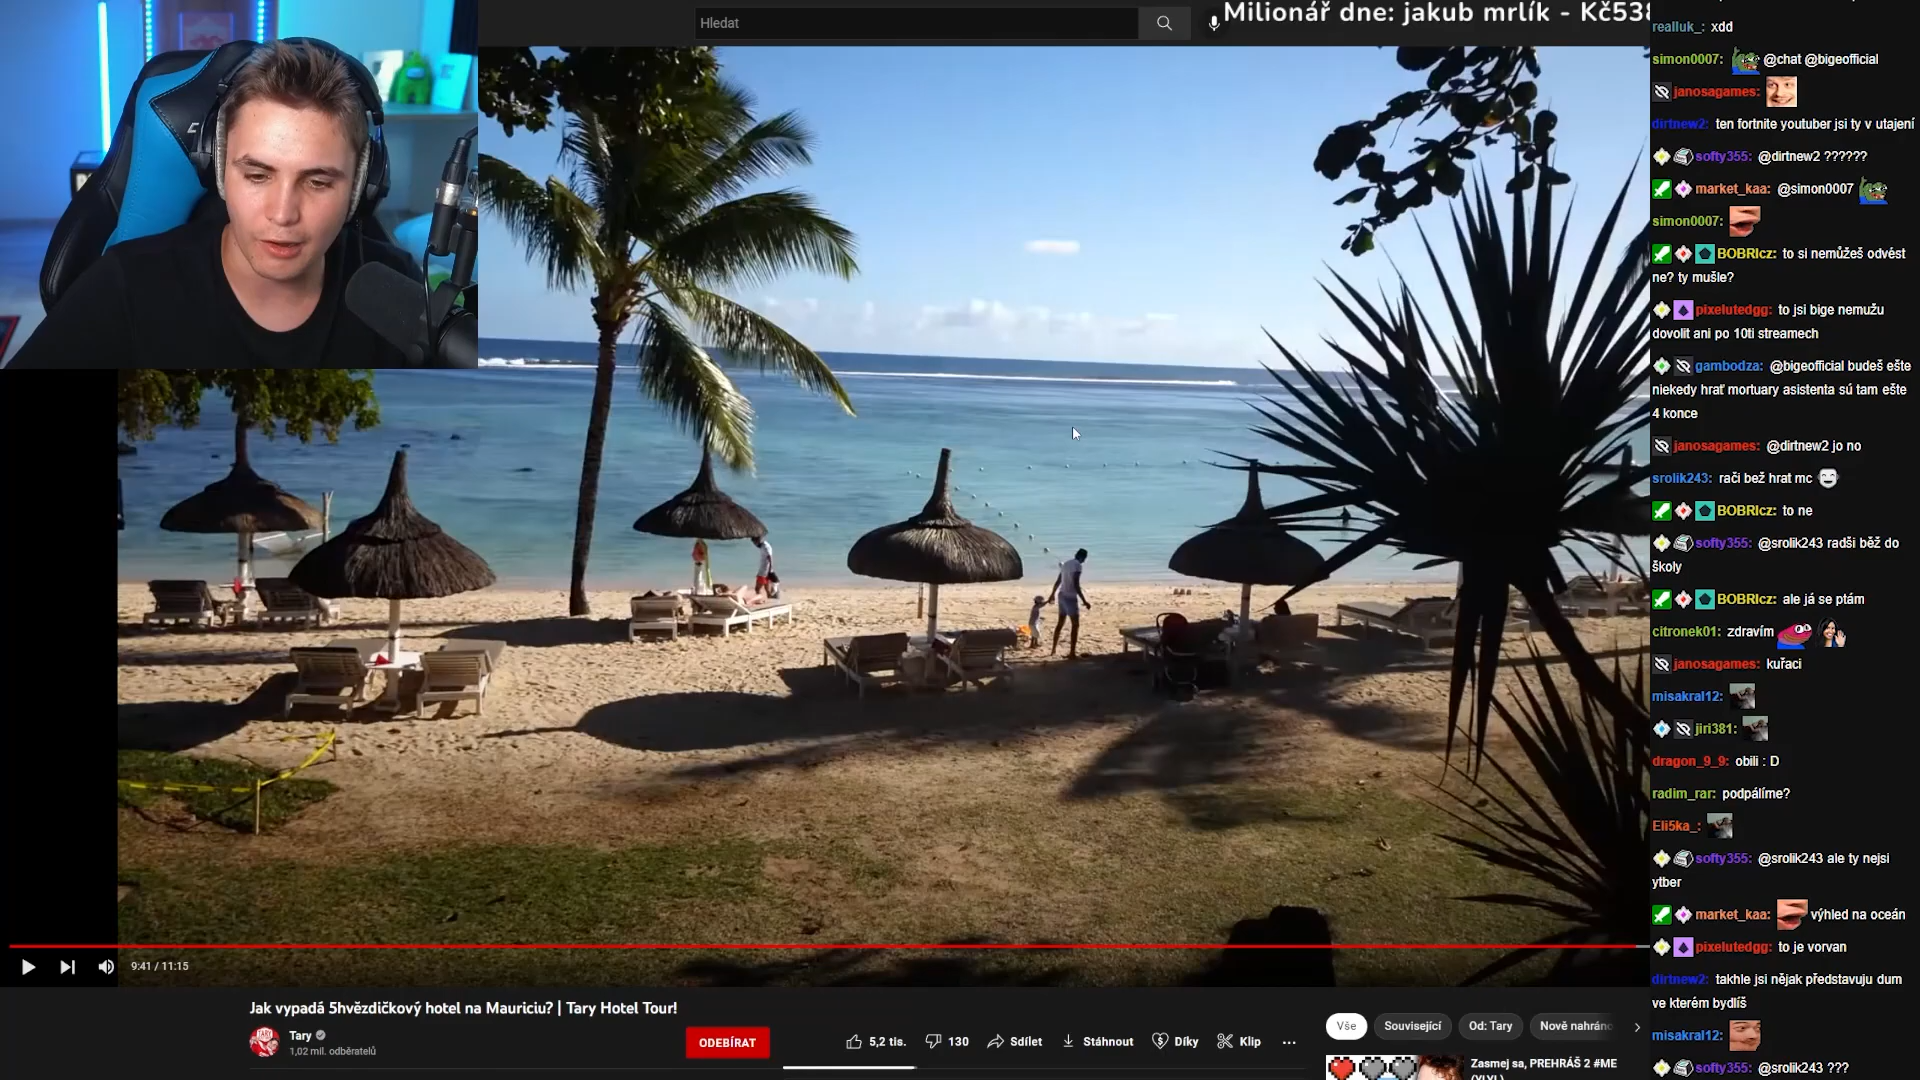 Hledat
Milionář dne: jakub mrlík - Kč538
realluk_: xdd
simon0007: @chat @bigeofficial
janosagames:
dirtnew2: ten fortnite youtuber jsi ty v utajení
softy355: @dirtnew2 ??????
market_kaa: @simon0007
simon0007:
BOBRIcz: to si nemůžeš odvést
ne? ty mušle?
pixelutedgg: to jsi bige nemužu
dovolit ani po 10ti streamech
gambodza: @bigeofficial budeš ešte
niekedy hrať mortuary asistenta sú tam ešte
4 konce
janosagames: @dirtnew2 jo no
srolik243: rači bež hrat mc
BOBRIcz: to ne
softy355: @srolik243 radši běž do
školy
BOBRIcz: ale já se ptám
citronek01: zdravím
janosagames: kuřaci
misakral12:
jiri381:
dragon_9_9: obili : D
radim_rar: podpálíme?
Eli5ka_:
softy355: @srolik243 ale ty nejsi
ytber
market_kaa: výhled na oceán
pixelutedgg: to je vorvan
dirtnew2: takhle jsi nějak představuju dum
ve kterém bydlíš
misakral12:
softy355: @srolik243 ???
9:41 / 11:15
Jak vypadá 5hvězdičkový hotel na Mauriciu? | Tary Hotel Tour!
Tary
1,02 mil. odběratelů
ODEBÍRAT
5,2 tis.
130
Sdílet
Stáhnout
Díky
Klip
Vše
Související
Od: Tary
Nově nahráno
Zasmej sa, PREHRÁŠ 2 #ME